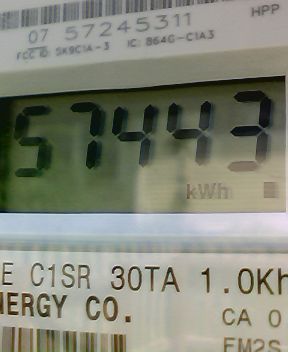 HPP
07 57245311
FCC ID: SK9C1A-3 IC: 864G-C1A3
57443
kWh
E C1SR 30TA 1.0Kh
NERGY CO.
CA 0
FM2S